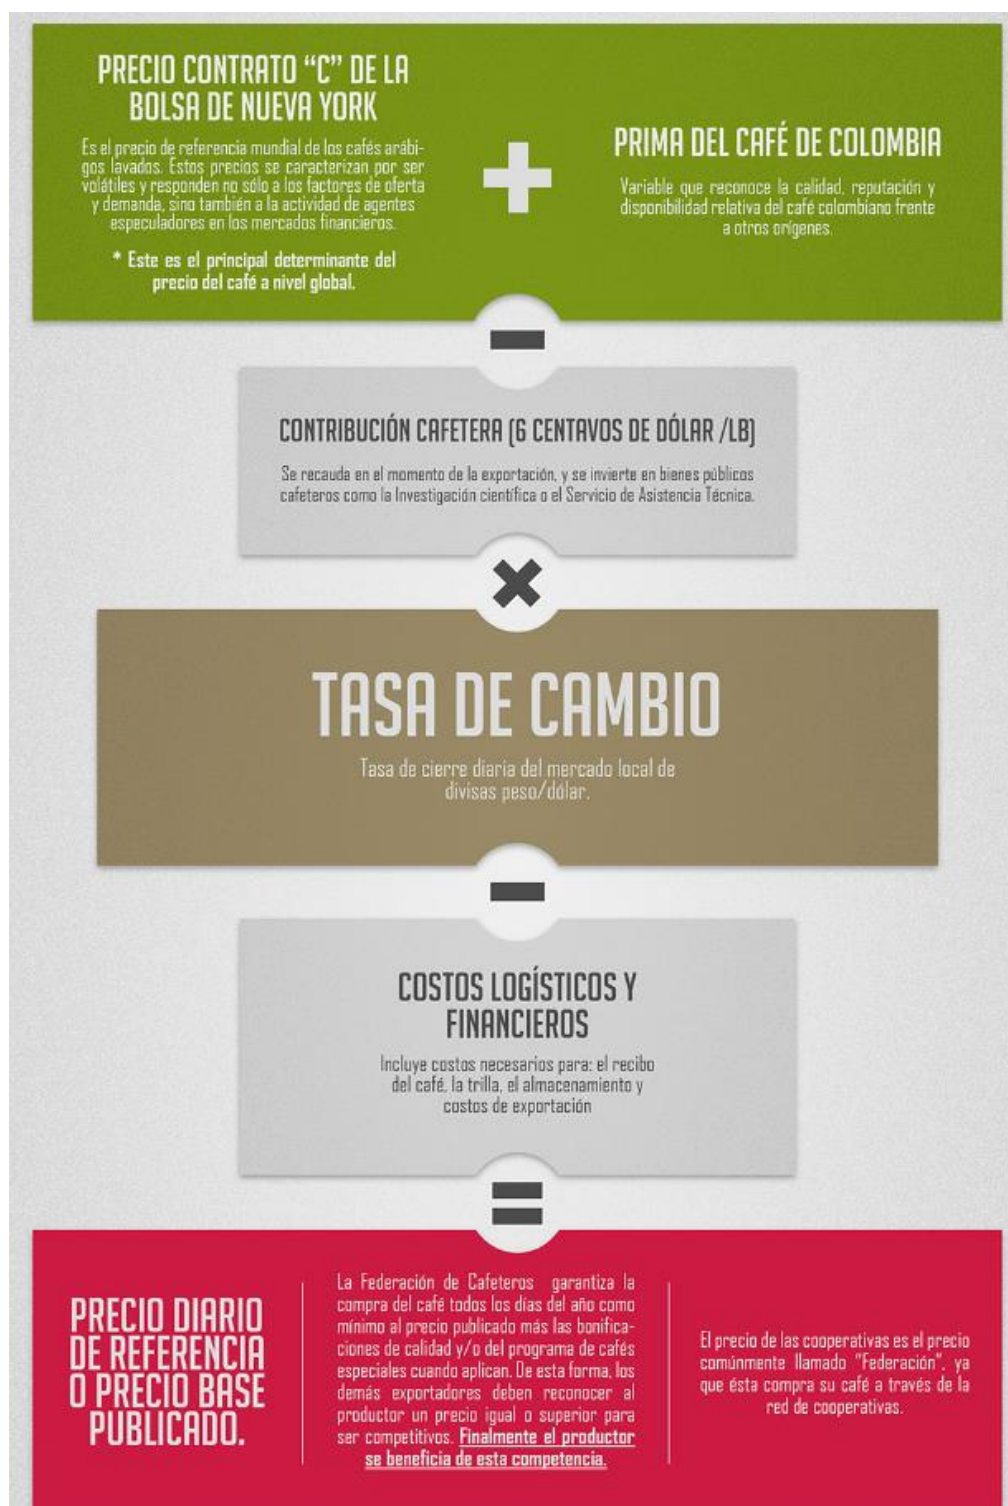 PRECIO CONTRATO “C” DE LA
BOLSA DE NUEVA YORK
Es el precio de referencia mundial de los cafés arábi-
gos lavados. Estos precios se caracterizan por ser
volátiles y responden no sólo a los factores de oferta
y demanda, sino también a la actividad de agentes
especuladores en los mercados financieros.
* Este es el principal determinante del
precio del café a nivel global.
+
PRIMA DEL CAFÉ DE COLOMBIA
Variable que reconoce la calidad, reputación y
disponibilidad relativa del café colombiano frente
a otros orígenes.
-
CONTRIBUCIÓN CAFETERA (6 CENTAVOS DE DÓLAR /LB)
Se recauda en el momento de la exportación, y se invierte en bienes públicos
cafeteros como la Investigación científica o el Servicio de Asistencia Técnica.
×
TASA DE CAMBIO
Tasa de cierre diaria del mercado local de
divisas peso/dólar.
-
COSTOS LOGÍSTICOS Y
FINANCIEROS
Incluye costos necesarios para: el recibo
del café, la trilla, el almacenamiento y
costos de exportación
=
PRECIO DIARIO
DE REFERENCIA
O PRECIO BASE
PUBLICADO.
La Federación de Cafeteros garantiza la
compra del café todos los días del año como
mínimo al precio publicado más las bonifica-
ciones de calidad y/o del programa de cafés
especiales cuando aplican. De esta forma, los
demás exportadores deben reconocer al
productor un precio igual o superior para
ser competitivos. Finalmente el productor
se beneficia de esta competencia.
El precio de las cooperativas es el precio
comúnmente llamado “Federación”, ya
que ésta compra su café a través de la
red de cooperativas.